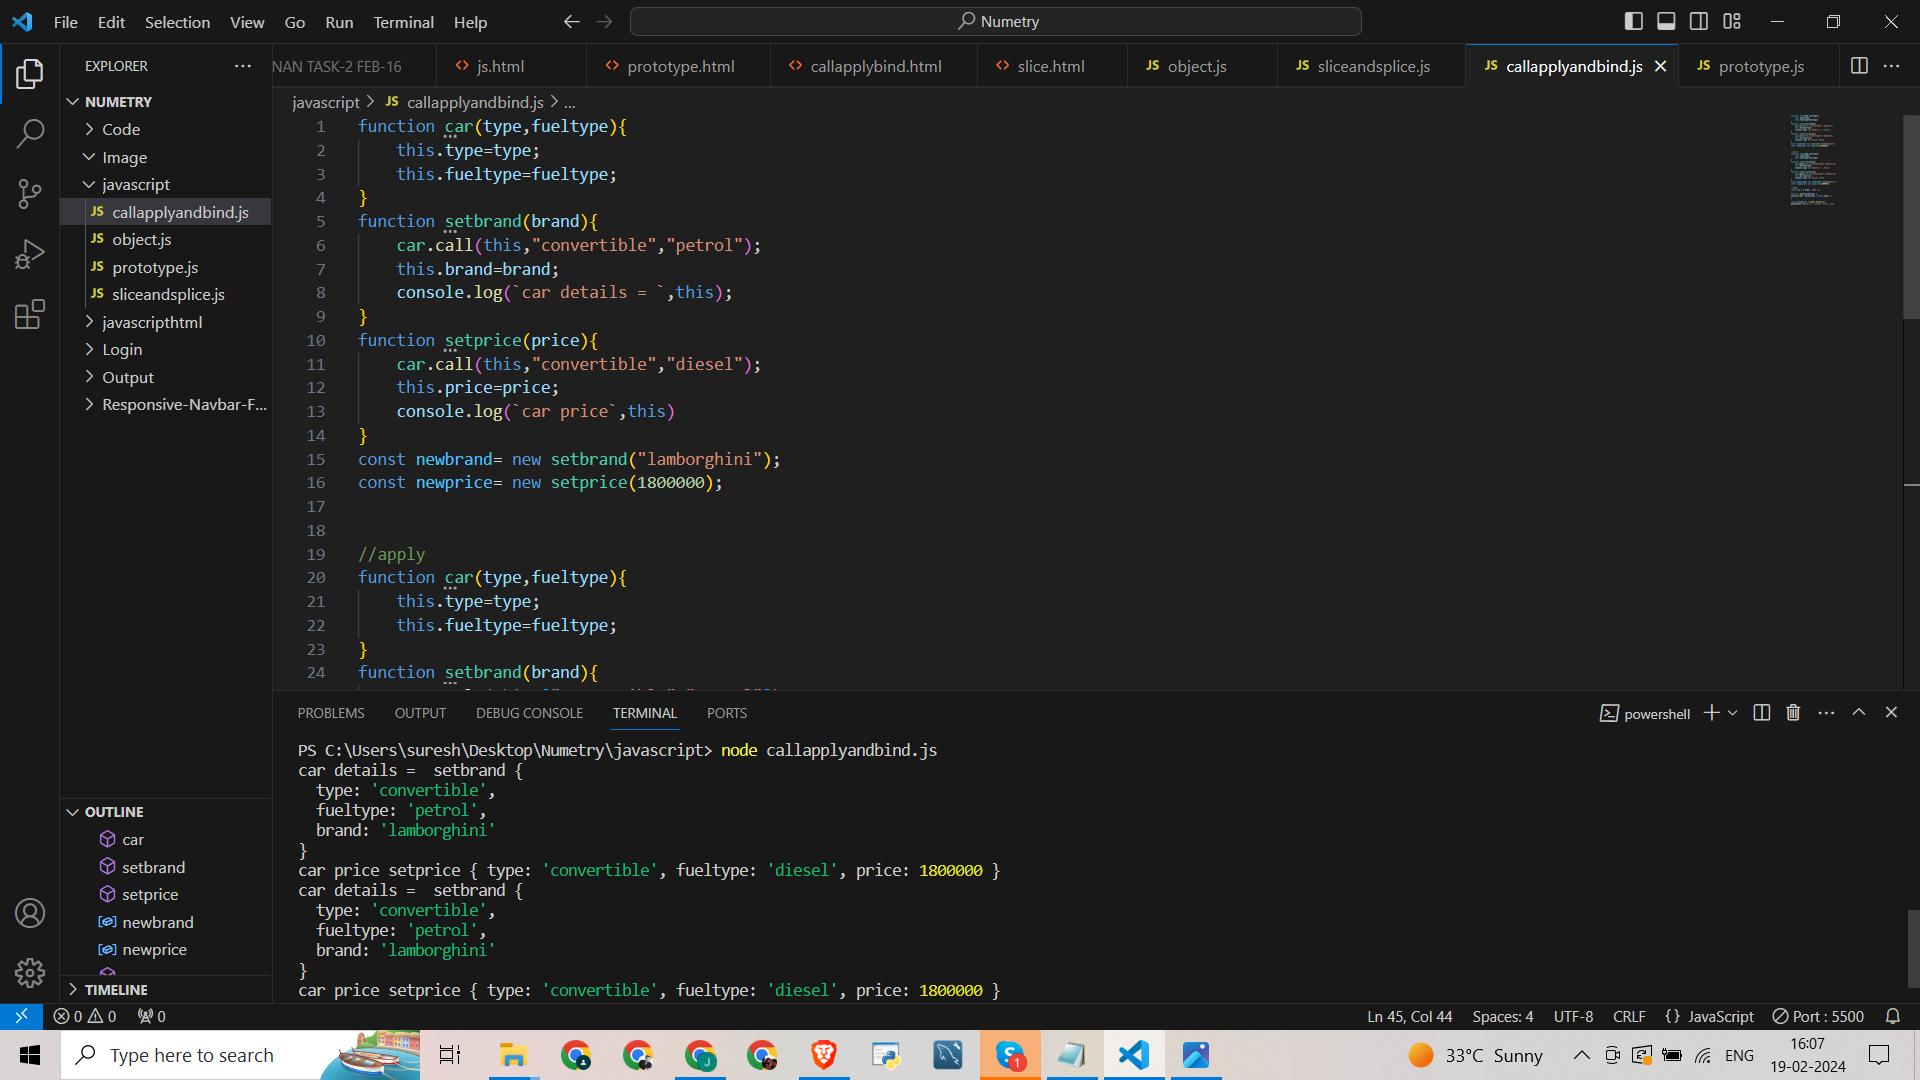 File Edit Selection View Go Run Terminal Help
Numetry
EXPLORER
NAN TASK-2 FEB-16
js.html
prototype.html
callapplybind.html
slice.html
JS object.js
JS sliceandsplice.js
JS callapplyandbind.js
JS prototype.js
NUMETRY
Code
Image
javascript
JS callapplyandbind.js
JS object.js
JS prototype.js
JS sliceandsplice.js
javascripthtml
Login
Output
Responsive-Navbar-F...
OUTLINE
car
setbrand
setprice
newbrand
newprice
TIMELINE
javascript > JS callapplyandbind.js > ...
1 function car(type,fueltype){
2 this.type=type;
3 this.fueltype=fueltype;
4 }
5 function setbrand(brand){
6 car.call(this,"convertible","petrol");
7 this.brand=brand;
8 console.log(`car details = `,this);
9 }
10 function setprice(price){
11 car.call(this,"convertible","diesel");
12 this.price=price;
13 console.log(`car price`,this)
14 }
15 const newbrand= new setbrand("lamborghini");
16 const newprice= new setprice(1800000);
17
18
19 //apply
20 function car(type,fueltype){
21 this.type=type;
22 this.fueltype=fueltype;
23 }
24 function setbrand(brand){
PROBLEMS OUTPUT DEBUG CONSOLE TERMINAL PORTS
powershell
PS C:\Users\suresh\Desktop\Numetry\javascript> node callapplyandbind.js
car details =  setbrand {
type: 'convertible',
fueltype: 'petrol',
brand: 'lamborghini'
}
car price setprice { type: 'convertible', fueltype: 'diesel', price: 1800000 }
car details =  setbrand {
type: 'convertible',
fueltype: 'petrol',
brand: 'lamborghini'
}
car price setprice { type: 'convertible', fueltype: 'diesel', price: 1800000 }
0 0 0
Ln 45, Col 44 Spaces: 4 UTF-8 CRLF {} JavaScript Port : 5500
Type here to search
33°C Sunny
ENG
16:07
19-02-2024